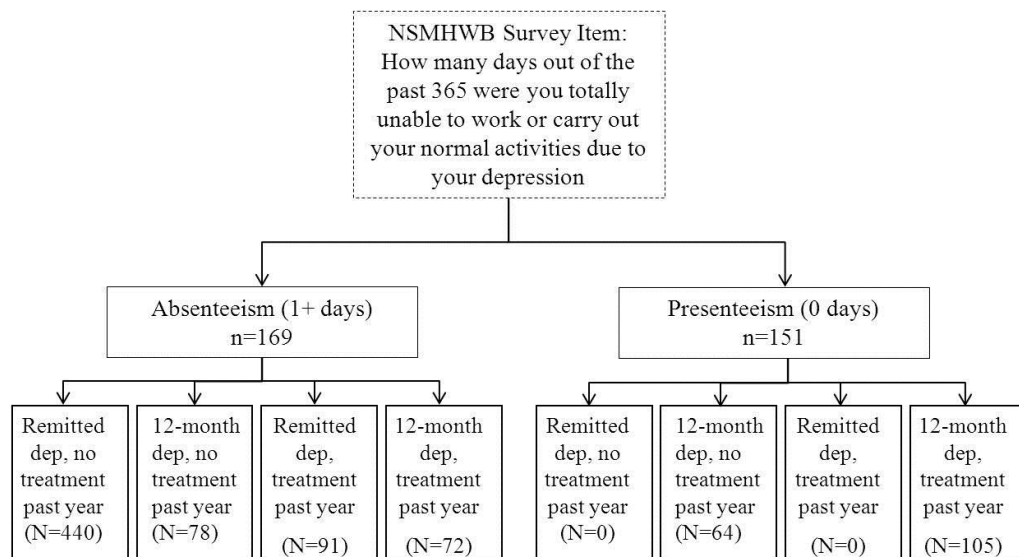 NSMHWB Survey Item:
How many days out of the
past 365 were you totally
unable to work or carry out
your normal activities due to
your depression
Absenteeism (1+ days)
n=169
Presenteeism (0 days)
n=151
Remitted
dep, no
treatment
past year
(N=440)
12-month
dep, no
treatment
past year
(N=78)
Remitted
dep,
treatment
past year
(N=91)
12-month
dep,
treatment
past year
(N=72)
Remitted
dep, no
treatment
past year
(N=0)
12-month
dep, no
treatment
past year
(N=64)
Remitted
dep,
treatment
past year
(N=0)
12-month
dep,
treatment
past year
(N=105)